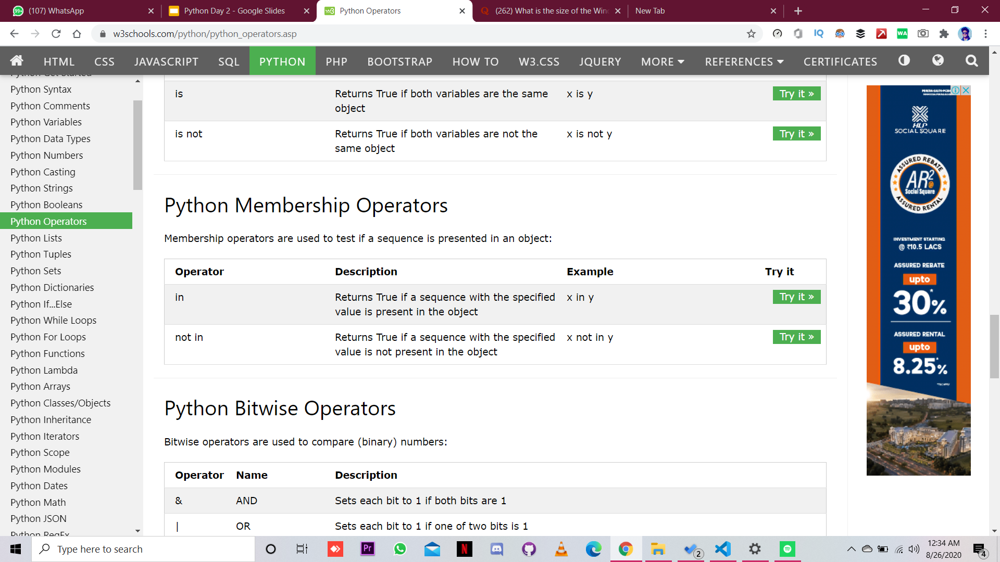 (107) WhatsApp
Python Day 2 - Google Slides
Python Operators
(262) What is the size of the Win
New Tab
w3schools.com/python/python_operators.asp
HTML CSS JAVASCRIPT SQL PYTHON PHP BOOTSTRAP HOW TO W3.CSS JQUERY MORE REFERENCES CERTIFICATES
Python Get Started
Python Syntax
Python Comments
Python Variables
Python Data Types
Python Numbers
Python Casting
Python Strings
Python Booleans
Python Operators
Python Lists
Python Tuples
Python Sets
Python Dictionaries
Python If...Else
Python While Loops
Python For Loops
Python Functions
Python Lambda
Python Arrays
Python Classes/Objects
Python Inheritance
Python Iterators
Python Scope
Python Modules
Python Dates
Python Math
Python JSON
Python RegEx
is Returns True if both variables are the same x is y Try it »
object
is not Returns True if both variables are not the x is not y Try it »
same object
Python Membership Operators
Membership operators are used to test if a sequence is presented in an object:
Operator Description Example Try it
in Returns True if a sequence with the specified x in y Try it »
value is present in the object
not in Returns True if a sequence with the specified x not in y Try it »
value is not present in the object
Python Bitwise Operators
Bitwise operators are used to compare (binary) numbers:
Operator Name Description
& AND Sets each bit to 1 if both bits are 1
| OR Sets each bit to 1 if one of two bits is 1
HLP
SOCIAL SQUARE
ASSURED REBATE
AR2
@
Social Square
ASSURED RENTAL
INVESTMENT STARTING
@ ₹10.5 LACS
ASSURED REBATE
upto
30%*
ASSURED RENTAL
upto
8.25%*
*T&C APPLY
Type here to search
12:34 AM
8/26/2020
99+
IQ
WA
Pr
N
2
4